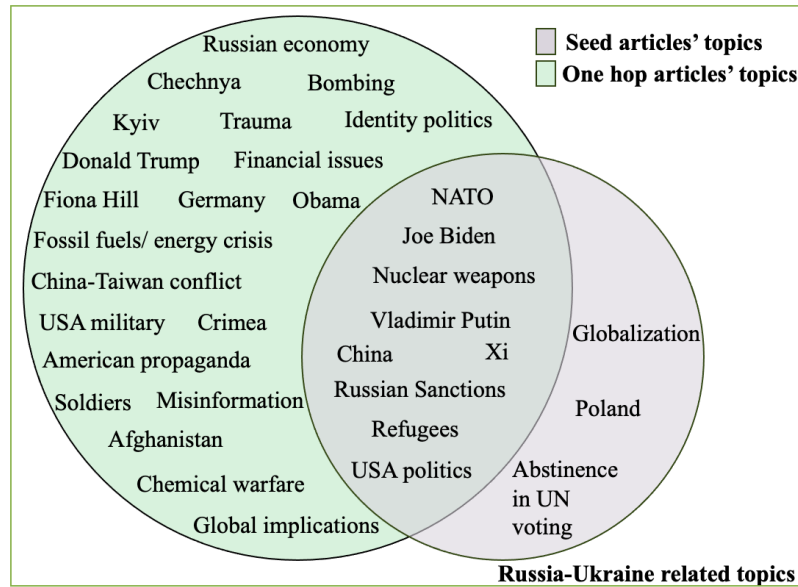 Russian economy
Seed articles' topics
Chechnya Bombing
One hop articles' topics
Kyiv Trauma Identity politics
Donald Trump Financial issues
Fiona Hill Germany Obama NATO
Fossil fuels/ energy crisis Joe Biden
China-Taiwan conflict Nuclear weapons
USA military Crimea Vladimir Putin
Globalization
American propaganda China Xi
Russian Sanctions
Soldiers Misinformation Poland
Afghanistan Refugees
Chemical warfare USA politics Abstinence
in UN
Global implications voting
Russia-Ukraine related topics